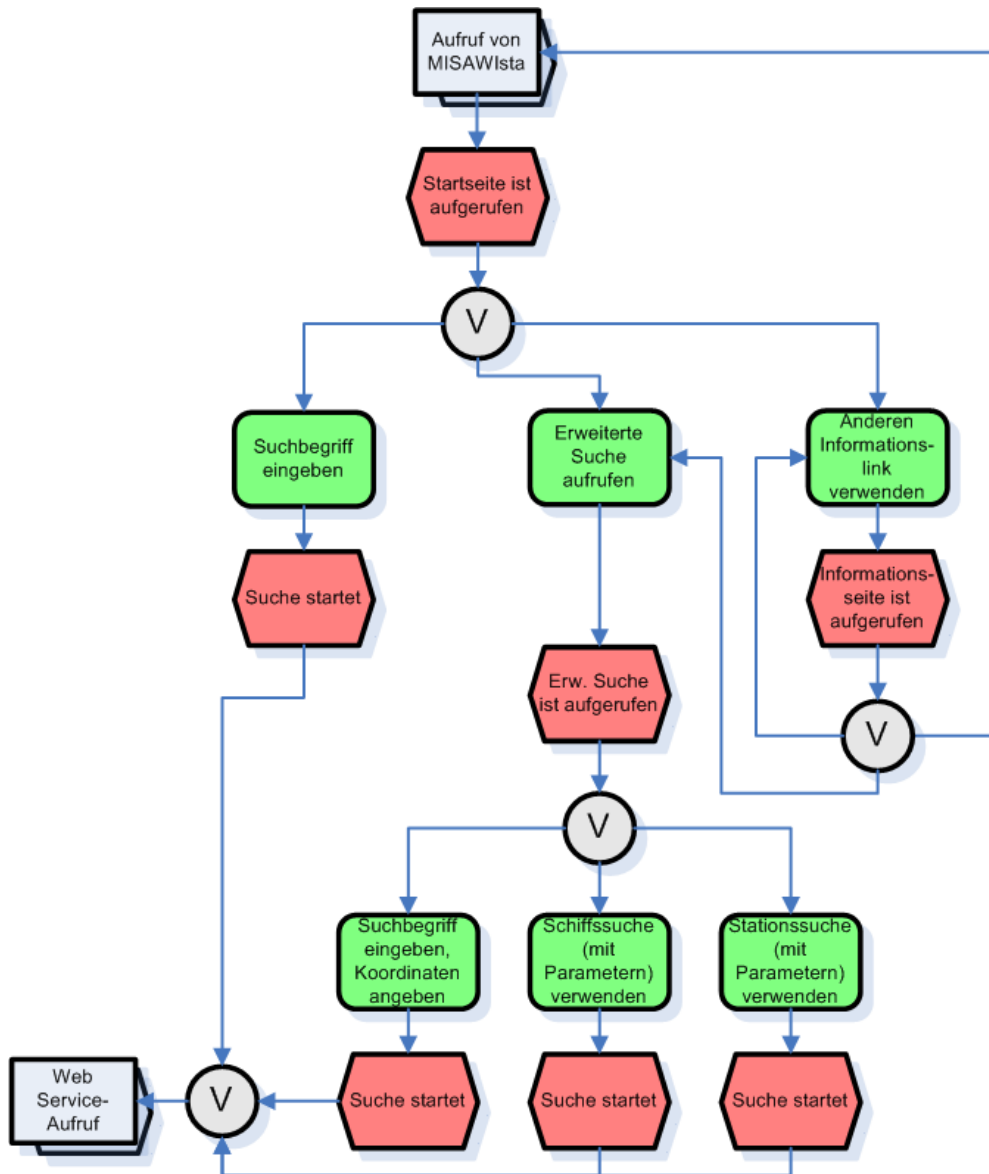 Aufruf von
MISAWIsta
Startseite ist
aufgerufen
V
Suchbegriff
eingeben
Erweiterte
Suche
aufrufen
Anderen
Informations-
link
verwenden
Suche startet
Informations-
seite ist
aufgerufen
Erw. Suche
ist aufgerufen
V
V
Suchbegriff
eingeben,
Koordinaten
angeben
Schiffssuche
(mit
Parametern)
verwenden
Stationssuche
(mit
Parametern)
verwenden
Web
Service-
Aufruf
V
Suche startet
Suche startet
Suche startet